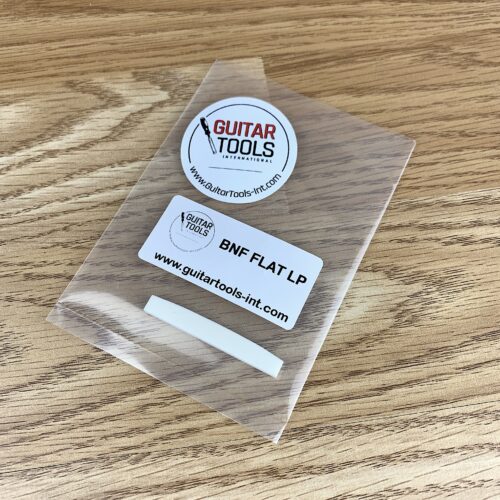 GUITAR
TOOLS
INTERNATIONAL
www.GuitarTools-Int.com
GUITAR
TOOLS
BNF FLAT LP
www.guitartools-int.com